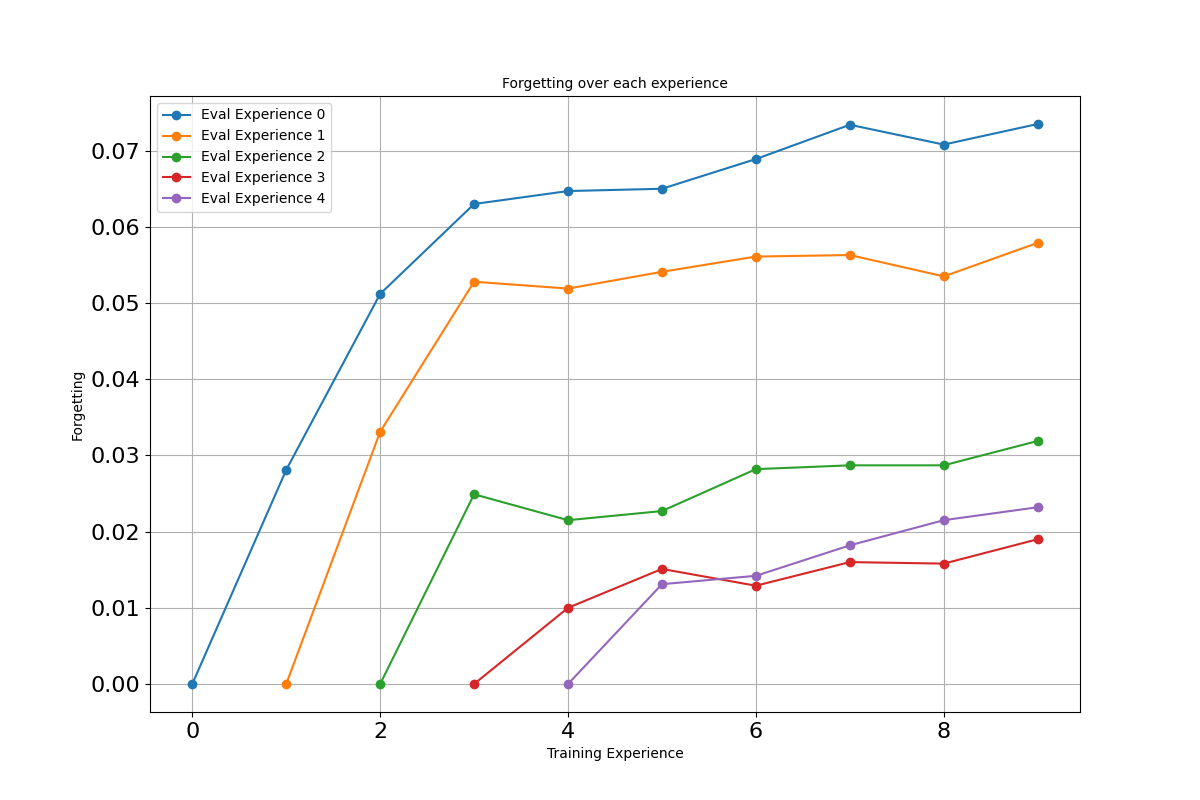 Forgetting over each experience
Eval Experience 0
Eval Experience 1
Eval Experience 2
Eval Experience 3
Eval Experience 4
0.07
0.06
0.05
0.04
0.03
0.02
0.01
0.00
Forgetting
0 2 4 6 8
Training Experience